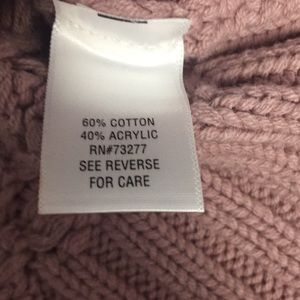 60% COTTON
40% ACRYLIC
RN#73277
SEE REVERSE
FOR CARE